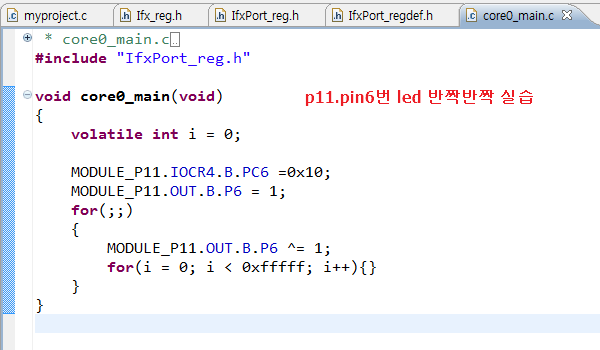 myproject.c Ifx_reg.h IfxPort_reg.h IfxPort_regdef.h core0_main.c
* core0_main.c
#include "IfxPort_reg.h"
void core0_main(void) p11.pin6번 led 반짝반짝 실습
{
volatile int i = 0;
MODULE_P11.IOCR4.B.PC6 =0x10;
MODULE_P11.OUT.B.P6 = 1;
for(;;)
{
MODULE_P11.OUT.B.P6 ^= 1;
for(i = 0; i < 0xfffff; i++){}
}
}